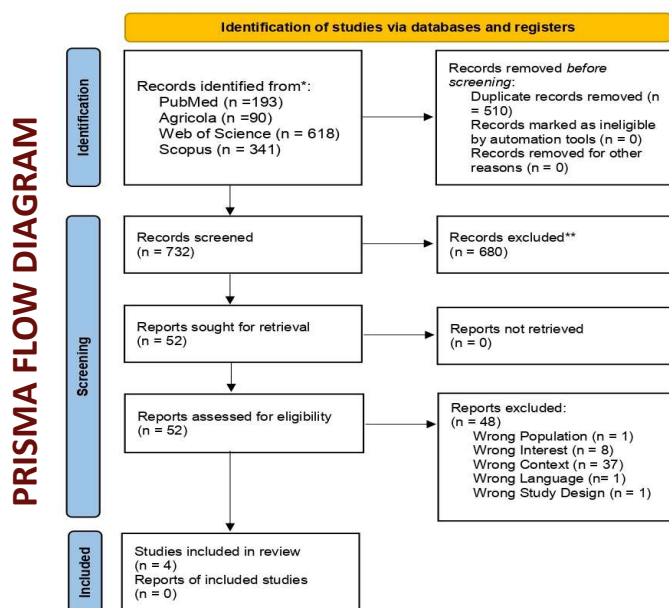 PRISMA FLOW DIAGRAM
Identification of studies via databases and registers
Identification
Records identified from*:
PubMed (n =193)
Agricola (n =90)
Web of Science (n = 618)
Scopus (n = 341)
Records removed before
screening:
Duplicate records removed (n
= 510)
Records marked as ineligible
by automation tools (n = 0)
Records removed for other
reasons (n = 0)
Screening
Records screened
(n = 732)
Records excluded**
(n = 680)
Reports sought for retrieval
(n = 52)
Reports not retrieved
(n = 0)
Reports assessed for eligibility
(n = 52)
Reports excluded:
(n = 48)
Wrong Population (n = 1)
Wrong Interest (n = 8)
Wrong Context (n = 37)
Wrong Language (n= 1)
Wrong Study Design (n = 1)
Included
Studies included in review
(n = 4)
Reports of included studies
(n = 0)